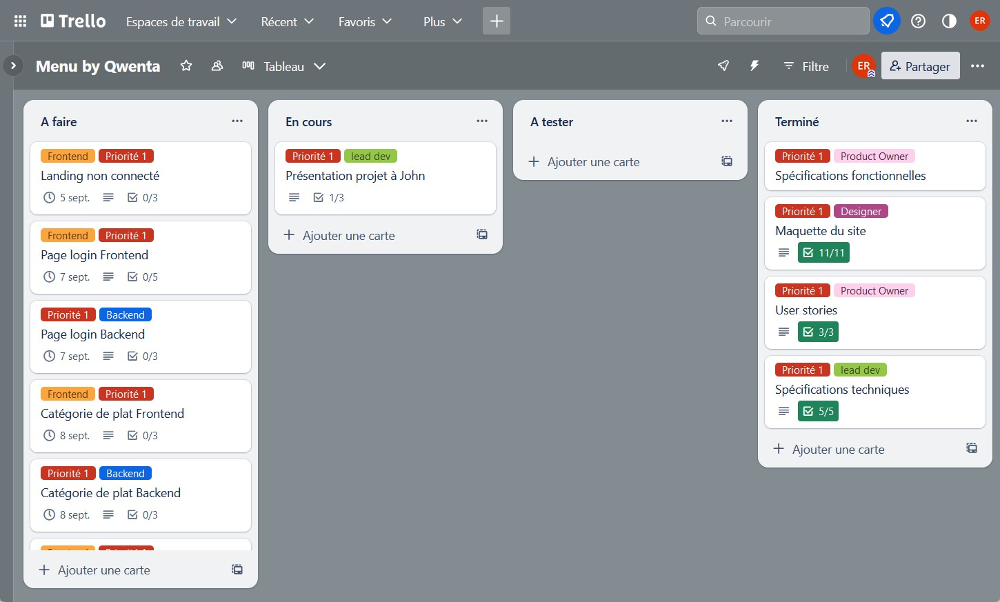 Trello
Espaces de travail
Récent
Favoris
Plus
Parcourir
ER
Menu by Qwenta
Tableau
Filtre
ER
Partager
A faire
Frontend Priorité 1
Landing non connecté
5 sept. 0/3
Frontend Priorité 1
Page login Frontend
7 sept. 0/5
Priorité 1 Backend
Page login Backend
7 sept. 0/3
Frontend Priorité 1
Catégorie de plat Frontend
8 sept. 0/3
Priorité 1 Backend
Catégorie de plat Backend
8 sept. 0/3
Frontend Priorité 1
Ajouter une carte
En cours
Priorité 1 lead dev
Présentation projet à John
1/3
Ajouter une carte
A tester
Ajouter une carte
Terminé
Priorité 1 Product Owner
Spécifications fonctionnelles
Priorité 1 Designer
Maquette du site
11/11
Priorité 1 Product Owner
User stories
3/3
Priorité 1 lead dev
Spécifications techniques
5/5
Ajouter une carte